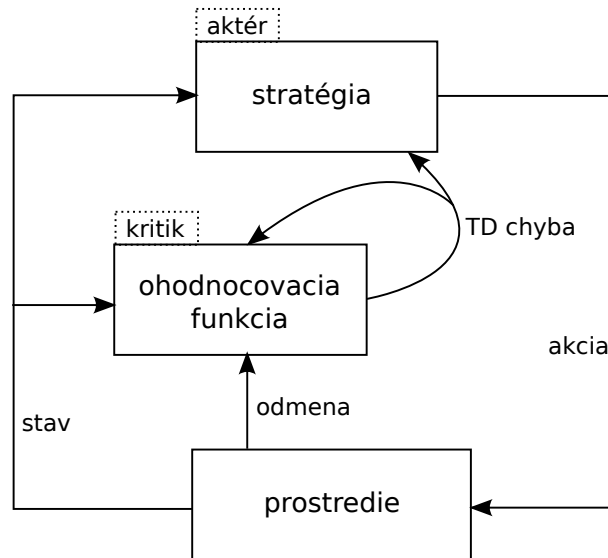 aktér
stratégia
TD chyba
kritik
ohodnocovacia
funkcia
akcia
odmena
stav
prostredie